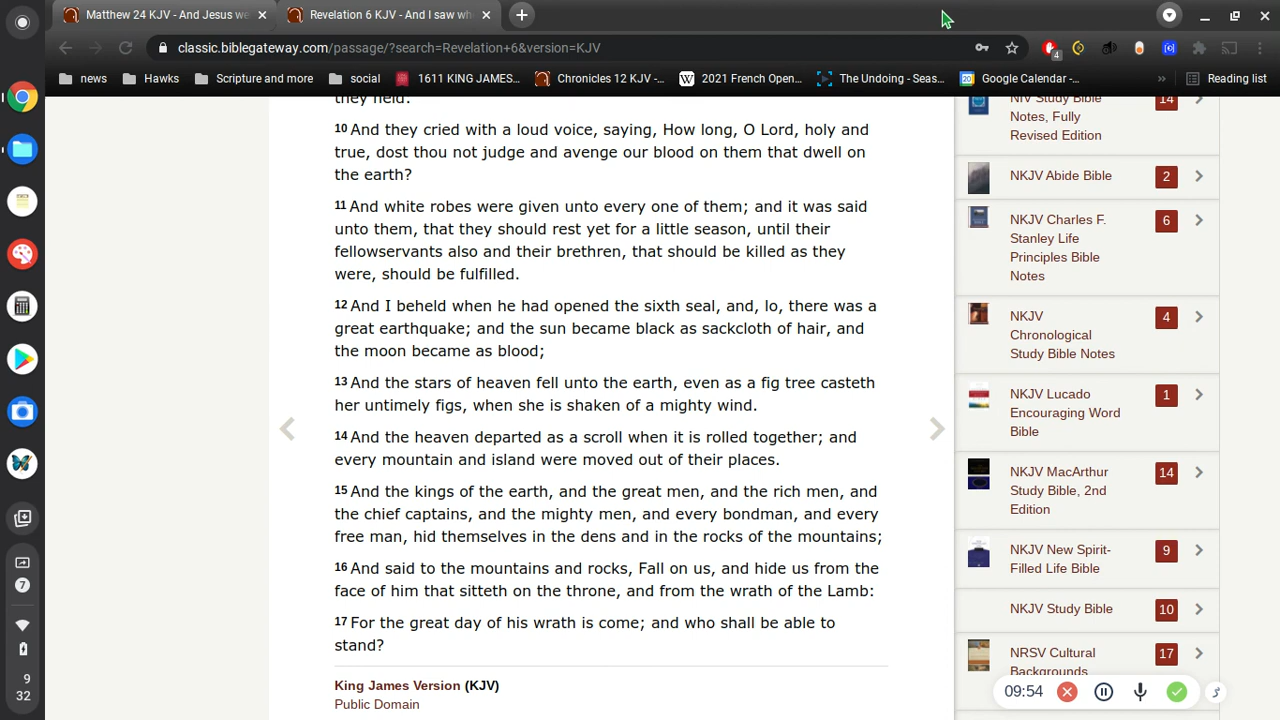 Matthew 24 KJV - And Jesus we
Revelation 6 KJV - And I saw wh
classic.biblegateway.com/passage/?search=Revelation+6&version=KJV
4
news
Hawks
Scripture and more
social
1611 KING JAMES...
Chronicles 12 KJV -...
2021 French Open...
The Undoing - Seas...
Google Calendar -...
Reading list
they held.
10 And they cried with a loud voice, saying, How long, O Lord, holy and
true, dost thou not judge and avenge our blood on them that dwell on
the earth?
11 And white robes were given unto every one of them; and it was said
unto them, that they should rest yet for a little season, until their
fellowservants also and their brethren, that should be killed as they
were, should be fulfilled.
12 And I beheld when he had opened the sixth seal, and, lo, there was a
great earthquake; and the sun became black as sackcloth of hair, and
the moon became as blood;
13 And the stars of heaven fell unto the earth, even as a fig tree casteth
her untimely figs, when she is shaken of a mighty wind.
14 And the heaven departed as a scroll when it is rolled together; and
every mountain and island were moved out of their places.
15 And the kings of the earth, and the great men, and the rich men, and
the chief captains, and the mighty men, and every bondman, and every
free man, hid themselves in the dens and in the rocks of the mountains;
16 And said to the mountains and rocks, Fall on us, and hide us from the
face of him that sitteth on the throne, and from the wrath of the Lamb:
17 For the great day of his wrath is come; and who shall be able to
stand?
King James Version (KJV)
Public Domain
NIV Study Bible
Notes, Fully
Revised Edition
14
NKJV Abide Bible
2
NKJV Charles F.
Stanley Life
Principles Bible
Notes
6
NKJV
Chronological
Study Bible Notes
4
NKJV Lucado
Encouraging Word
Bible
1
NKJV MacArthur
Study Bible, 2nd
Edition
14
NKJV New Spirit-
Filled Life Bible
9
NKJV Study Bible
10
NRSV Cultural
Backgrounds
17
09:54
7
9
32